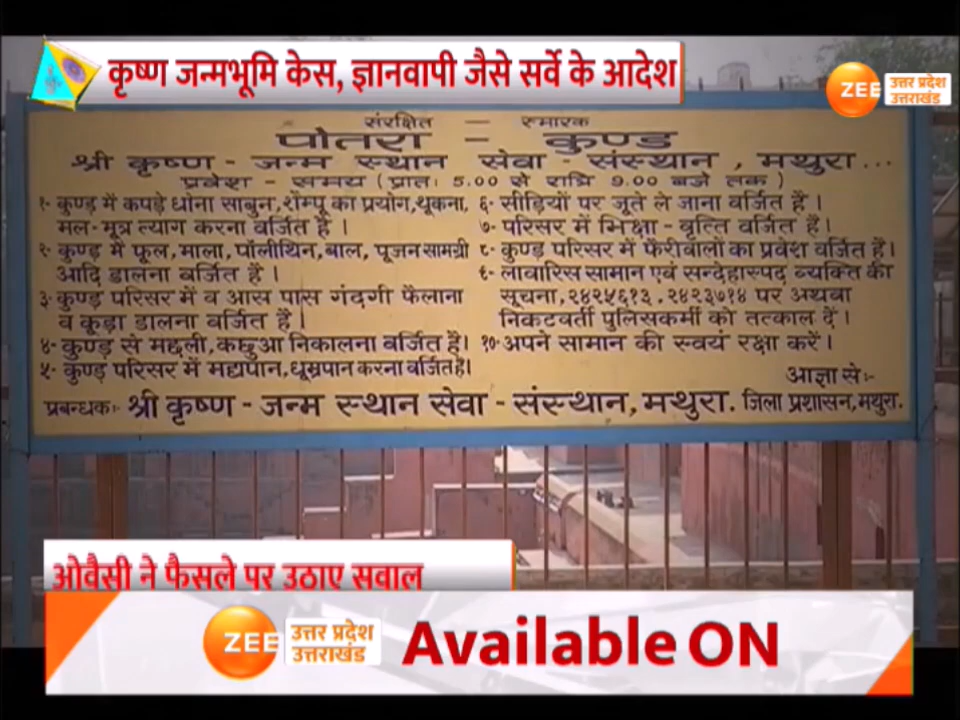 कृष्ण जन्मभूमि केस, ज्ञानवापी जैसे सर्वे के आदेश
ZEE उत्तर प्रदेश
उत्तराखंड
संरक्षित — स्मारक
पोतरा - कुण्ड
श्री कृष्ण - जन्म स्थान सेवा - संस्थान, मथुरा...
प्रवेश - समय (प्रातः 5.00 से रात्रि 9.00 बजे तक)
१- कुण्ड में कपड़े धोना साबुन, शैम्पू का प्रयोग, थूकना,
मल-मूत्र त्याग करना वर्जित है।
२- कुण्ड में फूल, माला, पॉलीथिन, बाल, पूजन सामग्री
आदि डालना वर्जित है।
३- कुण्ड परिसर में व आस पास गंदगी फैलाना
व कूड़ा डालना वर्जित है।
४- कुण्ड से मछली, कछुआ निकालना वर्जित है।
५- कुण्ड परिसर में मद्यपान, धूम्रपान करना वर्जित है।
६- सीड़ियों पर जूते ले जाना वर्जित है।
७- परिसर में भिक्षा - वृत्ति वर्जित है।
८- कुण्ड परिसर में फेरीवालों का प्रवेश वर्जित है।
९- लावारिस सामान एवं सन्देहास्पद व्यक्ति की
सूचना, २४२५६१३, २४२३७१४ पर अथवा
निकटवर्ती पुलिसकर्मी को तत्काल दें।
१०- अपने सामान की स्वयं रक्षा करें।
आज्ञा से:-
प्रबन्धक:- श्री कृष्ण - जन्म स्थान सेवा - संस्थान, मथुरा. जिला प्रशासन, मथुरा.
ओवैसी ने फैसले पर उठाए सवाल
ZEE उत्तर प्रदेश
उत्तराखंड
Available ON